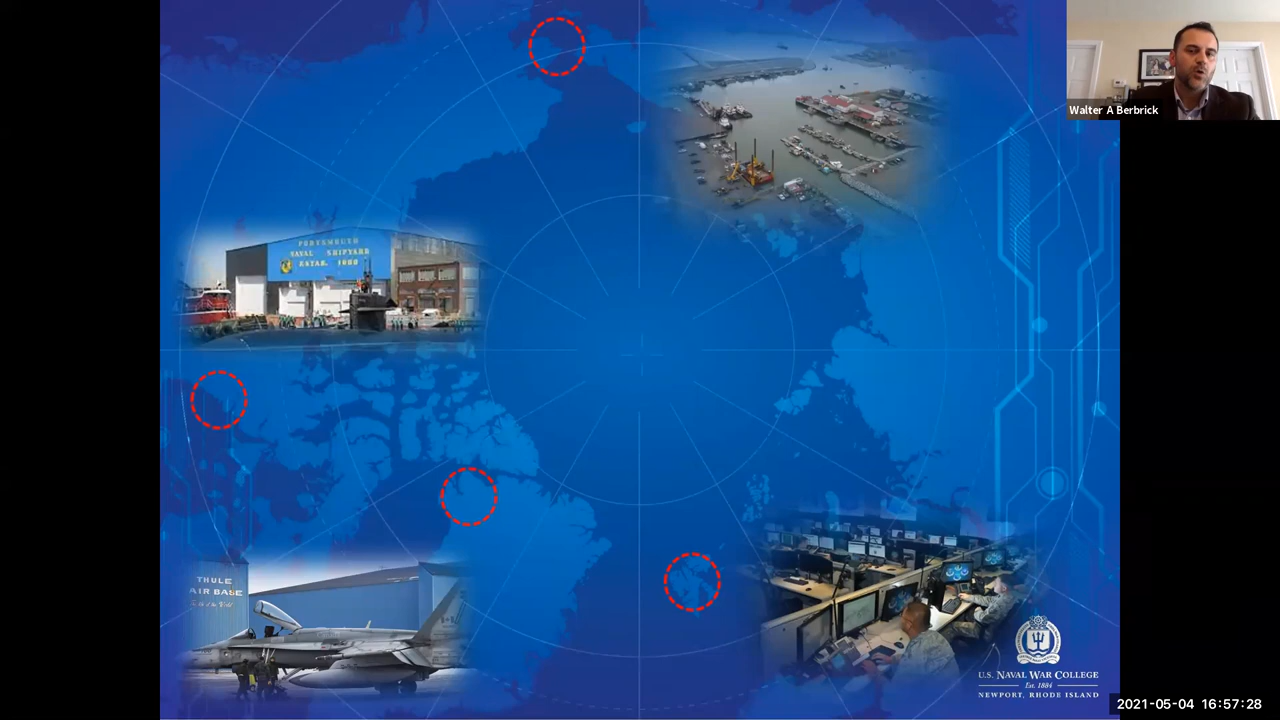 Walter A Berbrick
PORTSMOUTH
NAVAL SHIPYARD
ESTAB. 1800
THULE
AIR BASE
U.S. NAVAL WAR COLLEGE
Est. 1884
NEWPORT, RHODE ISLAND
2021-05-04 16:57:28